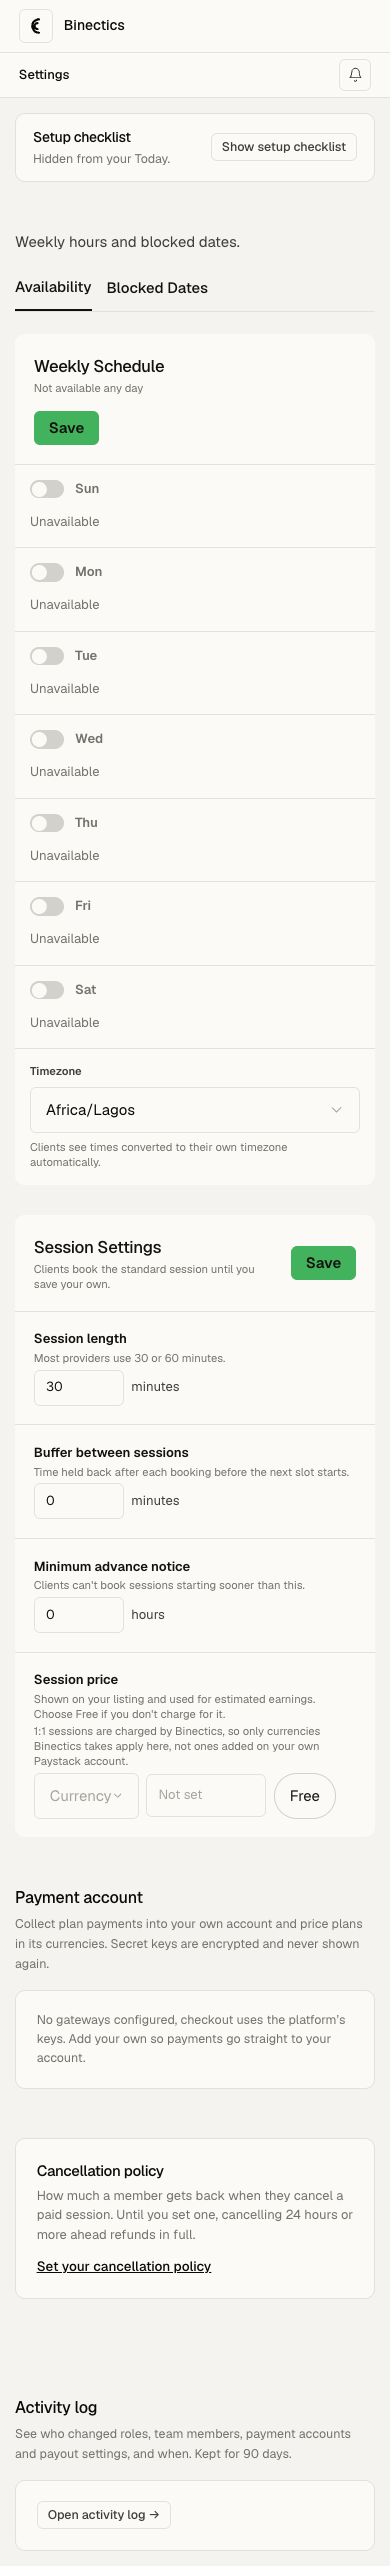 Binectics
Settings
Setup checklist
Hidden from your Today.
Show setup checklist
Weekly hours and blocked dates.
Availability
Blocked Dates
Weekly Schedule
Not available any day
Save
Sun
Unavailable
Mon
Unavailable
Tue
Unavailable
Wed
Unavailable
Thu
Unavailable
Fri
Unavailable
Sat
Unavailable
Timezone
Africa/Lagos
Clients see times converted to their own timezone
automatically.
Session Settings
Clients book the standard session until you
save your own.
Save
Session length
Most providers use 30 or 60 minutes.
30 minutes
Buffer between sessions
Time held back after each booking before the next slot starts.
0 minutes
Minimum advance notice
Clients can't book sessions starting sooner than this.
0 hours
Session price
Shown on your listing and used for estimated earnings.
Choose Free if you don't charge for it.
1:1 sessions are charged by Binectics, so only currencies
Binectics takes apply here, not ones added on your own
Paystack account.
Currency
Not set
Free
Payment account
Collect plan payments into your own account and price plans
in its currencies. Secret keys are encrypted and never shown
again.
No gateways configured, checkout uses the platform's
keys. Add your own so payments go straight to your
account.
Cancellation policy
How much a member gets back when they cancel a
paid session. Until you set one, cancelling 24 hours or
more ahead refunds in full.
Set your cancellation policy
Activity log
See who changed roles, team members, payment accounts
and payout settings, and when. Kept for 90 days.
Open activity log →